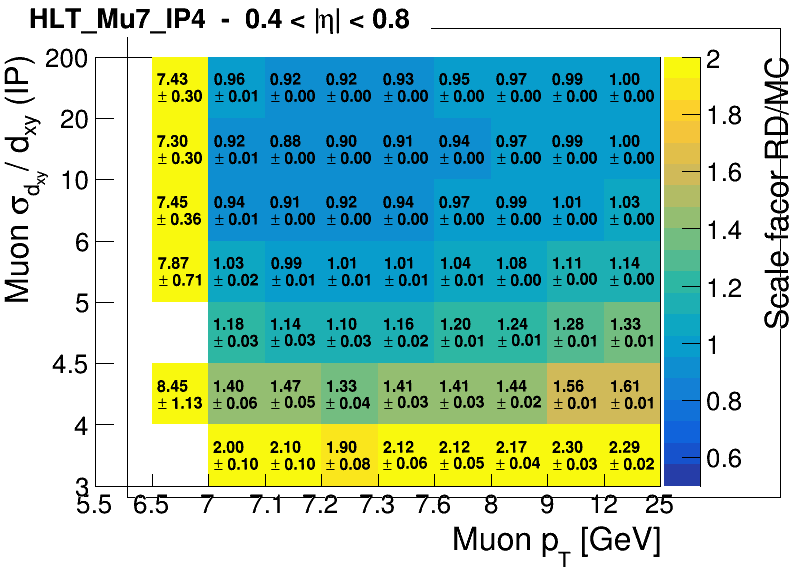 HLT_Mu7_IP4 - 0.4 < |η| < 0.8
200
7.43 0.96 0.92 0.92 0.93 0.95 0.97 0.99 1.00
± 0.30 ± 0.01 ± 0.00 ± 0.00 ± 0.00 ± 0.00 ± 0.00 ± 0.00 ± 0.00
20
7.30 0.92 0.88 0.90 0.91 0.94 0.97 0.99 1.00
± 0.30 ± 0.01 ± 0.00 ± 0.00 ± 0.00 ± 0.00 ± 0.00 ± 0.00 ± 0.00
10
7.45 0.94 0.91 0.92 0.94 0.97 0.99 1.01 1.03
± 0.36 ± 0.01 ± 0.01 ± 0.00 ± 0.00 ± 0.00 ± 0.00 ± 0.00 ± 0.00
6
7.87 1.03 0.99 1.01 1.01 1.04 1.08 1.11 1.14
± 0.71 ± 0.02 ± 0.01 ± 0.01 ± 0.01 ± 0.01 ± 0.00 ± 0.00 ± 0.00
5
1.18 1.14 1.10 1.16 1.20 1.24 1.28 1.33
± 0.03 ± 0.03 ± 0.03 ± 0.02 ± 0.01 ± 0.01 ± 0.01 ± 0.01
4.5
8.45 1.40 1.47 1.33 1.41 1.41 1.44 1.56 1.61
± 1.13 ± 0.06 ± 0.05 ± 0.04 ± 0.03 ± 0.03 ± 0.02 ± 0.01 ± 0.01
4
2.00 2.10 1.90 2.12 2.12 2.17 2.30 2.29
± 0.10 ± 0.10 ± 0.08 ± 0.06 ± 0.05 ± 0.04 ± 0.03 ± 0.02
3
5.5 6.5 7 7.1 7.2 7.3 7.6 8 9 12 25
Muon p_T [GeV]
Muon σ_d_xy / d_xy (IP)
2
1.8
1.6
1.4
1.2
1
0.8
0.6
Scale facor RD/MC